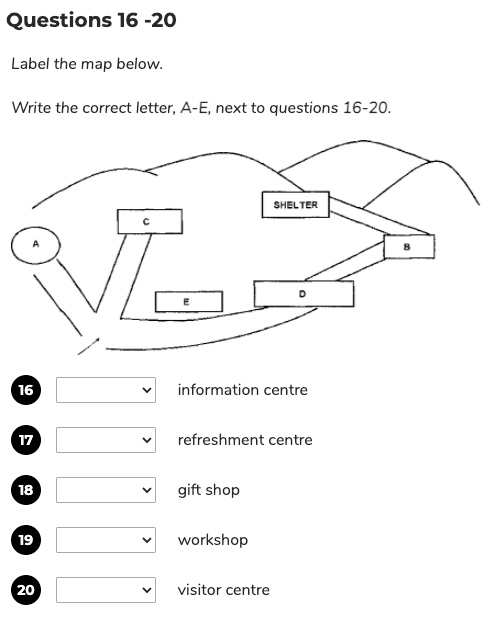 Questions 16 -20
Label the map below.
Write the correct letter, A-E, next to questions 16-20.
C
SHELTER
A
B
E
D
16 information centre
17 refreshment centre
18 gift shop
19 workshop
20 visitor centre